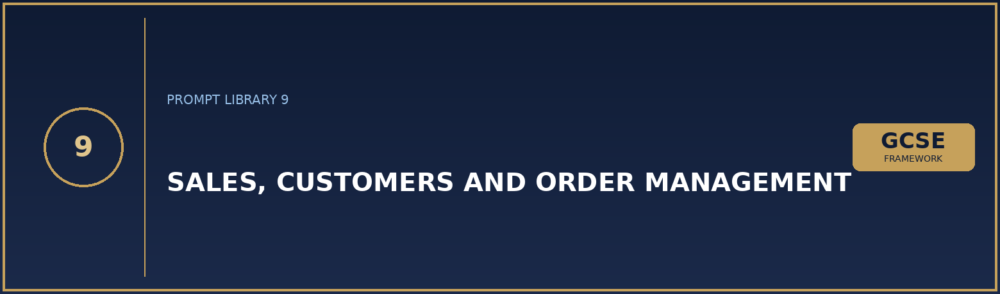 PROMPT LIBRARY 9
9
SALES, CUSTOMERS AND ORDER MANAGEMENT
GCSE
FRAMEWORK